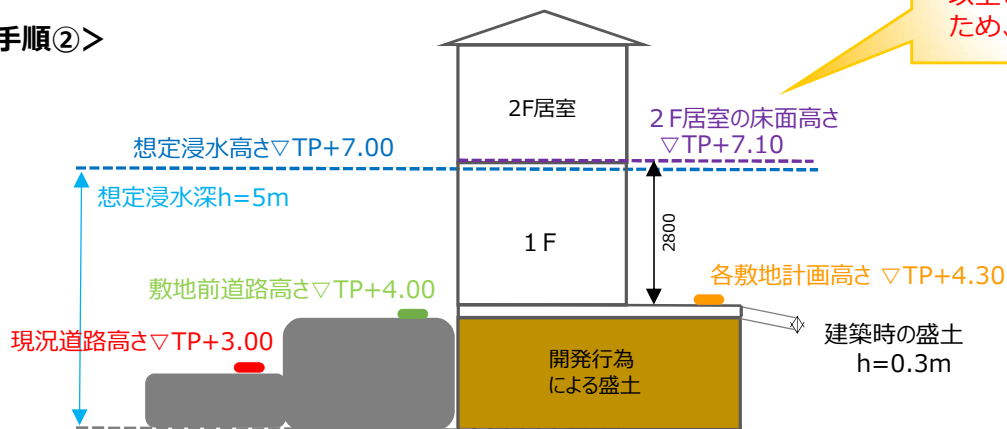 手順②>
ため、
2F居室
2F居室の床面高さ
▽TP+7.10
想定浸水高さ▽TP+7.00
想定浸水深h=5m
1F
2800
各敷地計画高さ ▽TP+4.30
敷地前道路高さ▽TP+4.00
現況道路高さ▽TP+3.00
建築時の盛土
h=0.3m
開発行為
による盛土